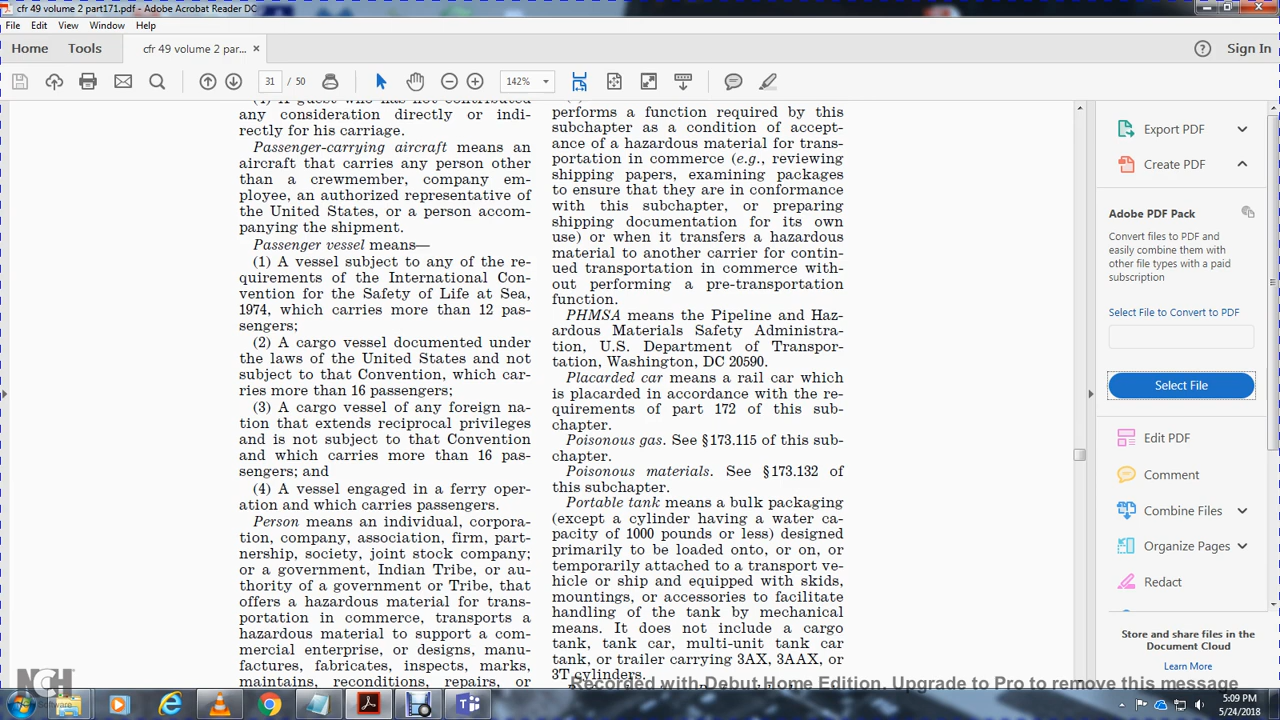 cfr 49 volume 2 part171.pdf - Adobe Acrobat Reader DC
File Edit View Window Help
Home Tools cfr 49 volume 2 par... × Sign In
31 / 50 142%
(4) A guest who has not contributed
any consideration directly or indi-
rectly for his carriage.
Passenger-carrying aircraft means an
aircraft that carries any person other
than a crewmember, company em-
ployee, an authorized representative of
the United States, or a person accom-
panying the shipment.
Passenger vessel means—
(1) A vessel subject to any of the re-
quirements of the International Con-
vention for the Safety of Life at Sea,
1974, which carries more than 12 pas-
sengers;
(2) A cargo vessel documented under
the laws of the United States and not
subject to that Convention, which car-
ries more than 16 passengers;
(3) A cargo vessel of any foreign na-
tion that extends reciprocal privileges
and is not subject to that Convention
and which carries more than 16 pas-
sengers; and
(4) A vessel engaged in a ferry oper-
ation and which carries passengers.
Person means an individual, corpora-
tion, company, association, firm, part-
nership, society, joint stock company;
or a government, Indian Tribe, or au-
thority of a government or Tribe, that
offers a hazardous material for trans-
portation in commerce, transports a
hazardous material to support a com-
mercial enterprise, or designs, manu-
factures, fabricates, inspects, marks,
maintains, reconditions, repairs, or
performs a function required by this
subchapter as a condition of accept-
ance of a hazardous material for trans-
portation in commerce (e.g., reviewing
shipping papers, examining packages
to ensure that they are in conformance
with this subchapter, or preparing
shipping documentation for its own
use) or when it transfers a hazardous
material to another carrier for contin-
ued transportation in commerce with-
out performing a pre-transportation
function.
PHMSA means the Pipeline and Haz-
ardous Materials Safety Administra-
tion, U.S. Department of Transpor-
tation, Washington, DC 20590.
Placarded car means a rail car which
is placarded in accordance with the re-
quirements of part 172 of this sub-
chapter.
Poisonous gas. See §173.115 of this sub-
chapter.
Poisonous materials. See §173.132 of
this subchapter.
Portable tank means a bulk packaging
(except a cylinder having a water ca-
pacity of 1000 pounds or less) designed
primarily to be loaded onto, or on, or
temporarily attached to a transport ve-
hicle or ship and equipped with skids,
mountings, or accessories to facilitate
handling of the tank by mechanical
means. It does not include a cargo
tank, tank car, multi-unit tank car
tank, or trailer carrying 3AX, 3AAX, or
3T cylinders.
Export PDF
Create PDF
Adobe PDF Pack
Convert files to PDF and
easily combine them with
other file types with a paid
subscription
Select File to Convert to PDF
Select File
Edit PDF
Comment
Combine Files
Organize Pages
Redact
Store and share files in the
Document Cloud
Learn More
NCH
Software
Recorded with Debut Home Edition. Upgrade to Pro to remove this message
5:09 PM
5/24/2018